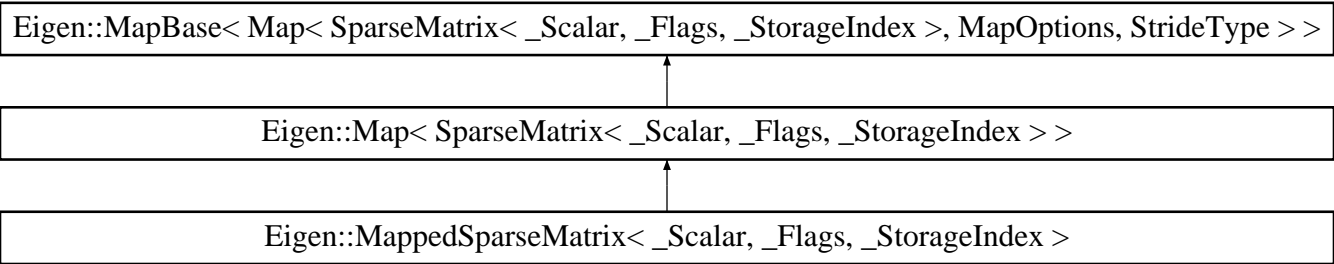 Eigen::MapBase< Map< SparseMatrix< _Scalar, _Flags, _StorageIndex >, MapOptions, StrideType > >
Eigen::Map< SparseMatrix< _Scalar, _Flags, _StorageIndex > >
Eigen::MappedSparseMatrix< _Scalar, _Flags, _StorageIndex >